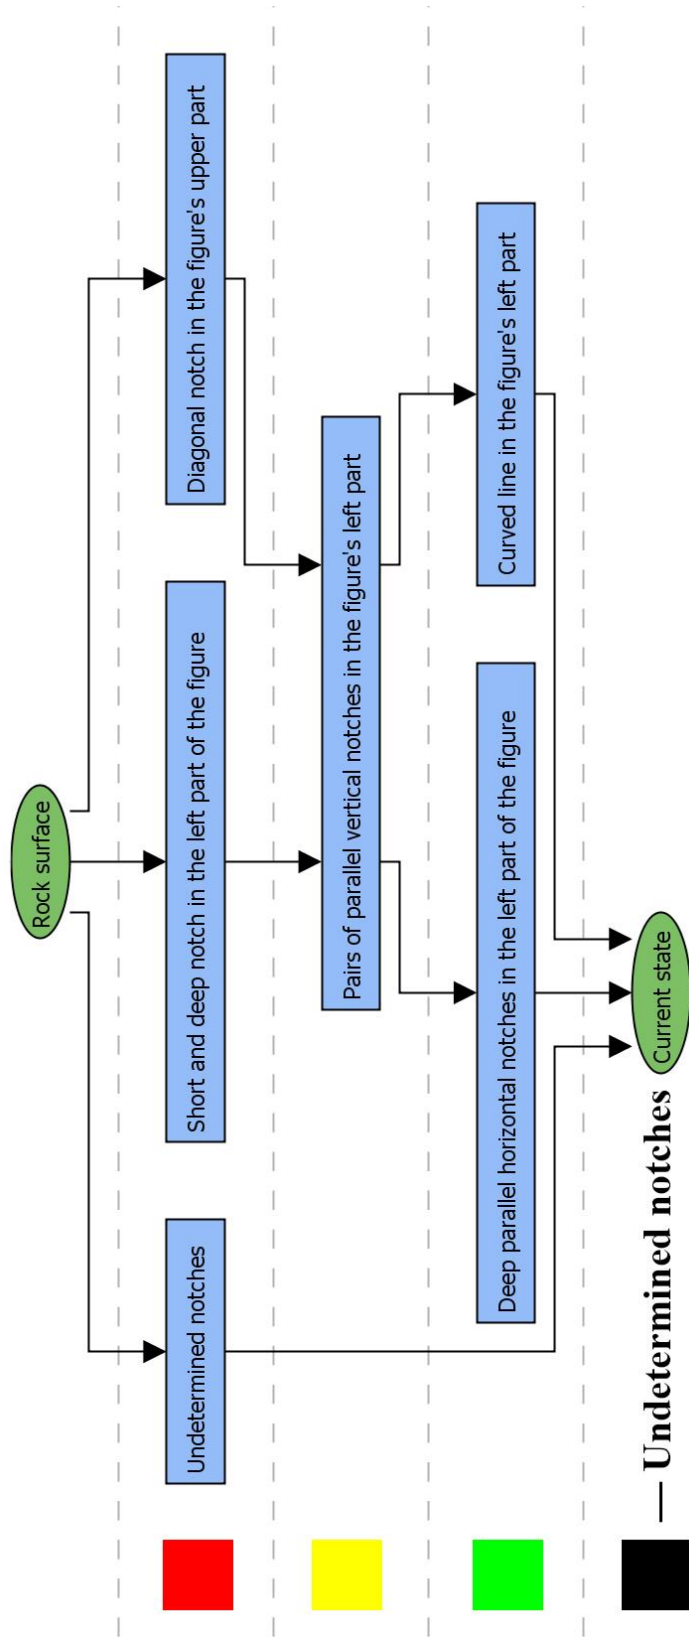 Rock surface
Undetermined notches
Short and deep notch in the left part of the figure
Diagonal notch in the figure's upper part
Pairs of parallel vertical notches in the figure's left part
Deep parallel horizontal notches in the left part of the figure
Curved line in the figure's left part
— Undetermined notches
Current state